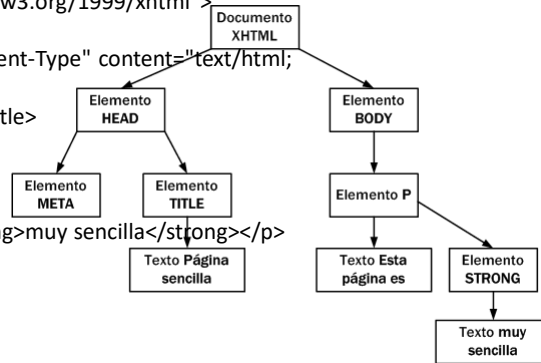 w3.org/1999/xhtml">
Documento
XHTML
ent-Type" content="text/html;
Elemento
HEAD
Elemento
BODY
tle>
Elemento
META
Elemento
TITLE
Elemento P
ng>muy sencilla</strong></p>
Texto Página
sencilla
Texto Esta
página es
Elemento
STRONG
Texto muy
sencilla